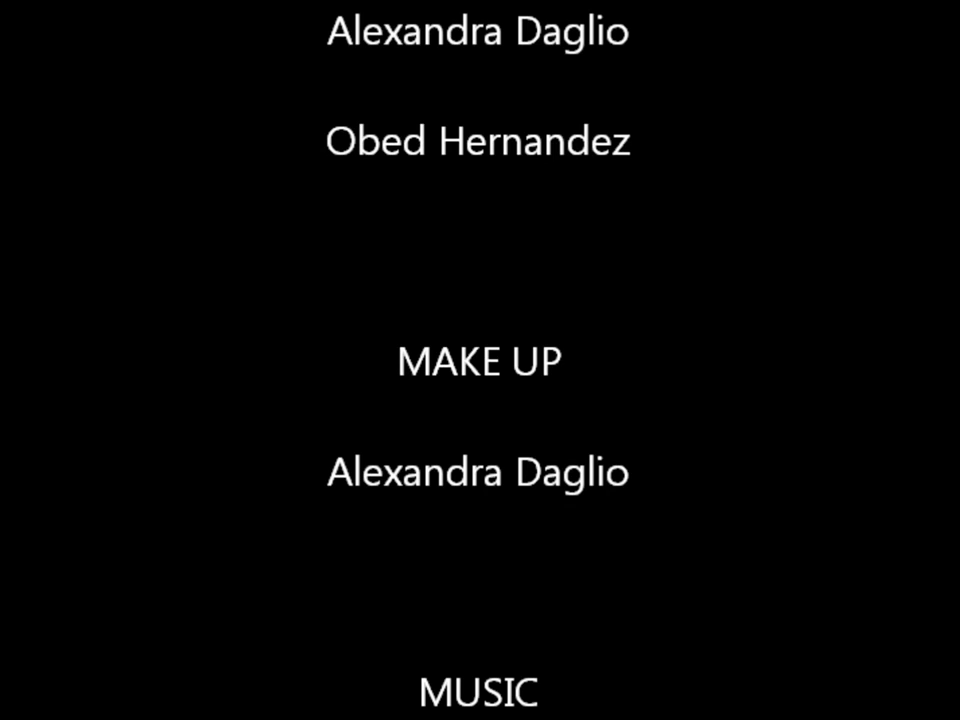 Alexandra Daglio
Obed Hernandez
MAKE UP
Alexandra Daglio
MUSIC